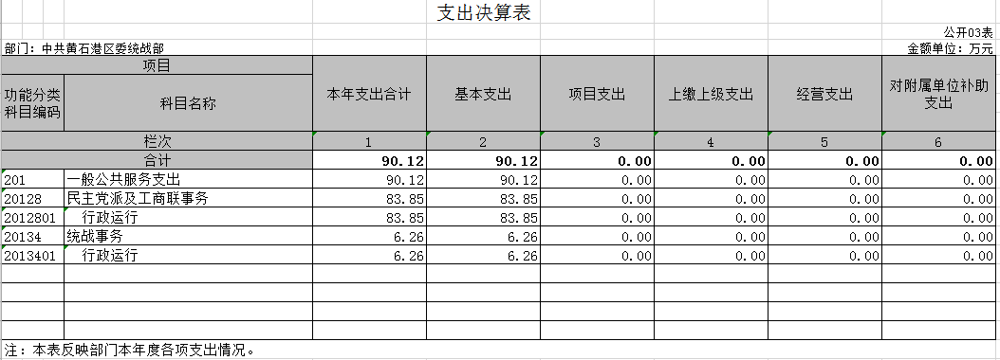 支出决算表
公开03表
部门：中共黄石港区委统战部 金额单位：万元
项目 本年支出合计 基本支出 项目支出 上缴上级支出 经营支出 对附属单位补助
支出
功能分类
科目编码 科目名称
栏次 1 2 3 4 5 6
合计 90.12 90.12 0.00 0.00 0.00 0.00
201 一般公共服务支出 90.12 90.12 0.00 0.00 0.00 0.00
20128 民主党派及工商联事务 83.85 83.85 0.00 0.00 0.00 0.00
2012801 行政运行 83.85 83.85 0.00 0.00 0.00 0.00
20134 统战事务 6.26 6.26 0.00 0.00 0.00 0.00
2013401 行政运行 6.26 6.26 0.00 0.00 0.00 0.00
注：本表反映部门本年度各项支出情况。